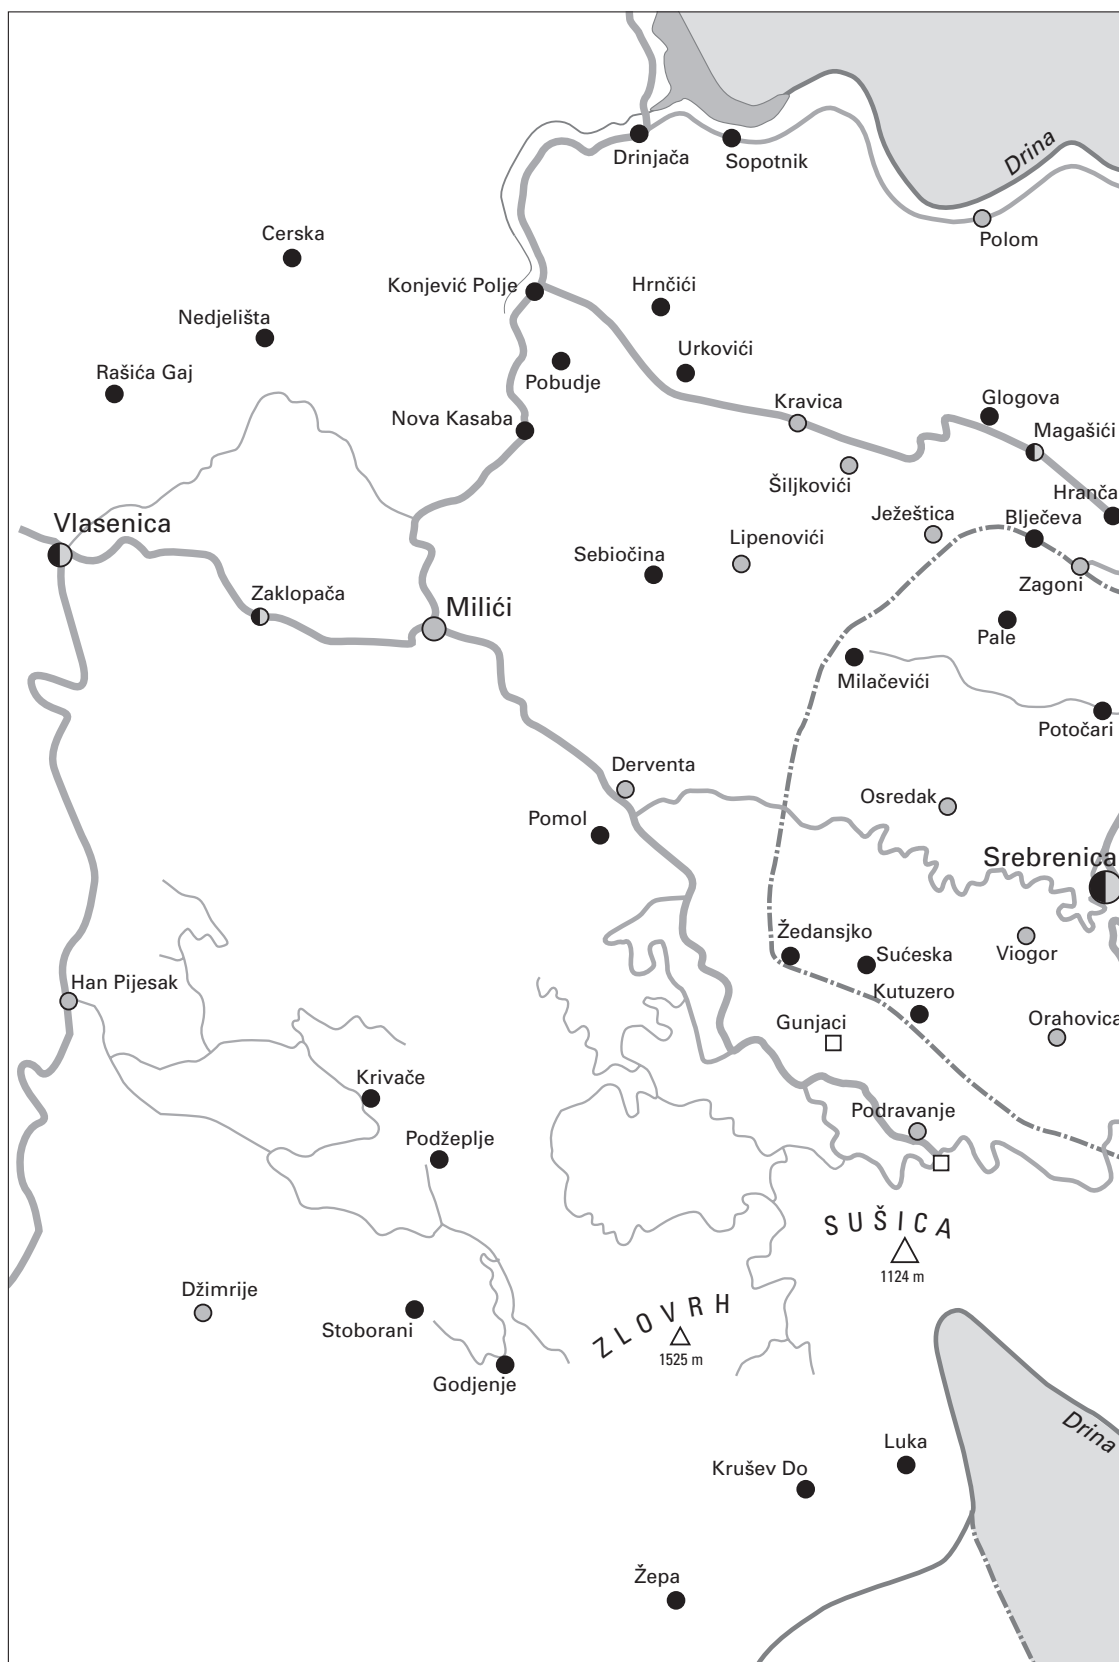 Drinjača
Sopotnik
Drina
Polom
Cerska
Konjević Polje
Hrnčići
Nedjelišta
Urkovići
Rašića Gaj
Pobudje
Kravica
Glogova
Nova Kasaba
Magašići
Šiljkovići
Hranča
Vlasenica
Ježeštica
Blječeva
Lipenovići
Sebiočina
Zagoni
Zaklopača
Milići
Pale
Milačevići
Potočari
Derventa
Osredak
Pomol
Srebrenica
Žedansjko
Sućeska
Viogor
Han Pijesak
Kutuzero
Gunjaci
Orahovica
Krivače
Podravanje
Podžeplje
SUŠICA
1124 m
Džimrije
ZLOVRH
Stoborani
1525 m
Godjenje
Drina
Luka
Krušev Do
Žepa